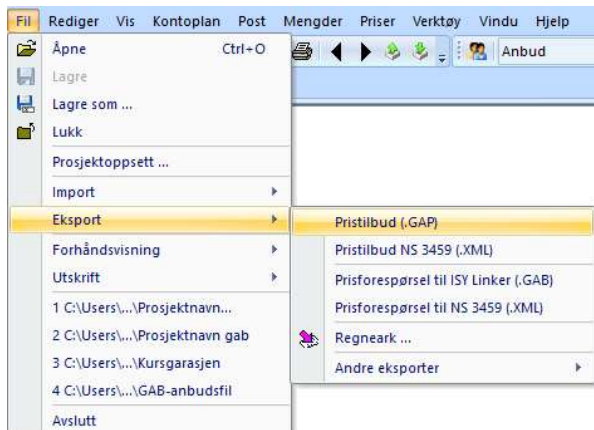 Fil Rediger Vis Kontoplan Post Mengder Priser Verktøy Vindu Hjelp
Åpne Ctrl+O
Anbud
Lagre
Lagre som ...
Lukk
Prosjektoppsett ...
Import
Eksport
Forhåndsvisning
Utskrift
1 C:\Users\...\Prosjektnavn...
2 C:\Users\...\Prosjektnavn gab
3 C:\Users\...\Kursgarasjen
4 C:\Users\...\GAB-anbudsfil
Avslutt
Pristilbud (.GAP)
Pristilbud NS 3459 (.XML)
Prisforespørsel til ISY Linker (.GAB)
Prisforespørsel til NS 3459 (.XML)
Regneark ...
Andre eksporter